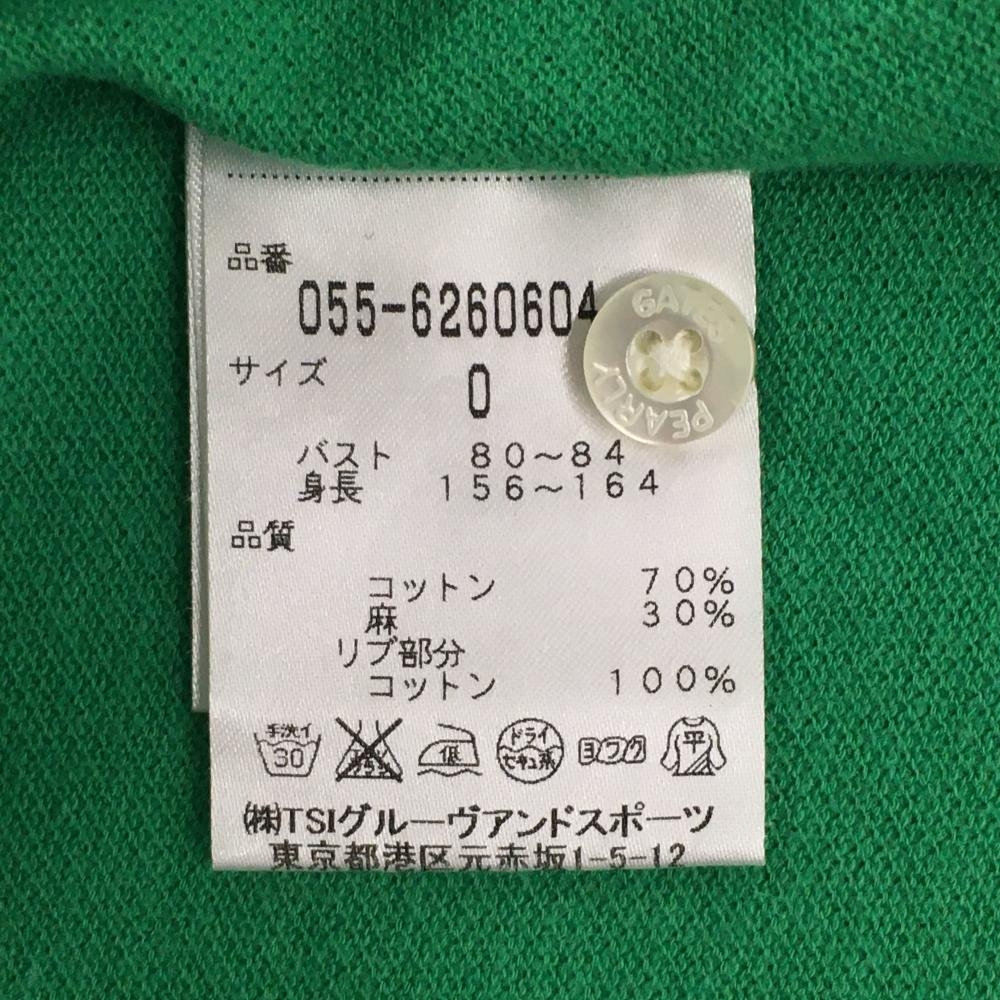 品番
055-6260604
サイズ
0
バスト 80～84
身長 156～164
品質
コットン 70%
麻 30%
リブ部分
コットン 100%
手洗イ
30
低
ドライ
セキユ系
ヨワク
平
㈱TSIグルーヴアンドスポーツ
東京都港区元赤坂1-5-12
PEARLY